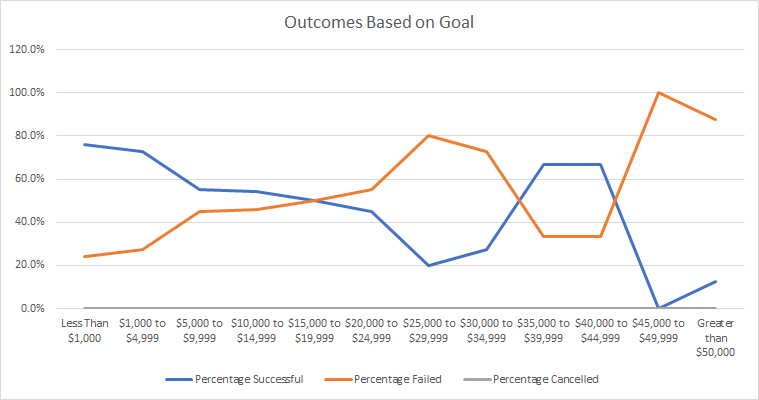 Outcomes Based on Goal
120.0%
100.0%
80.0%
60.0%
40.0%
20.0%
0.0%
Less Than $1,000
$1,000 to $4,999
$5,000 to $9,999
$10,000 to $14,999
$15,000 to $19,999
$20,000 to $24,999
$25,000 to $29,999
$30,000 to $34,999
$35,000 to $39,999
$40,000 to $44,999
$45,000 to $49,999
Greater than $50,000
Percentage Successful
Percentage Failed
Percentage Cancelled